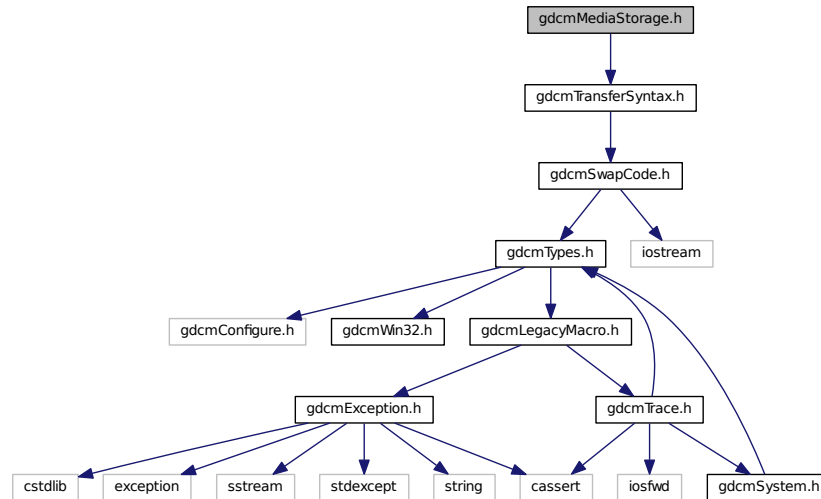 gdcmMediaStorage.h
gdcmTransferSyntax.h
gdcmSwapCode.h
gdcmTypes.h
iostream
gdcmConfigure.h
gdcmWin32.h
gdcmLegacyMacro.h
gdcmException.h
gdcmTrace.h
cstdlib
exception
sstream
stdexcept
string
cassert
iosfwd
gdcmSystem.h